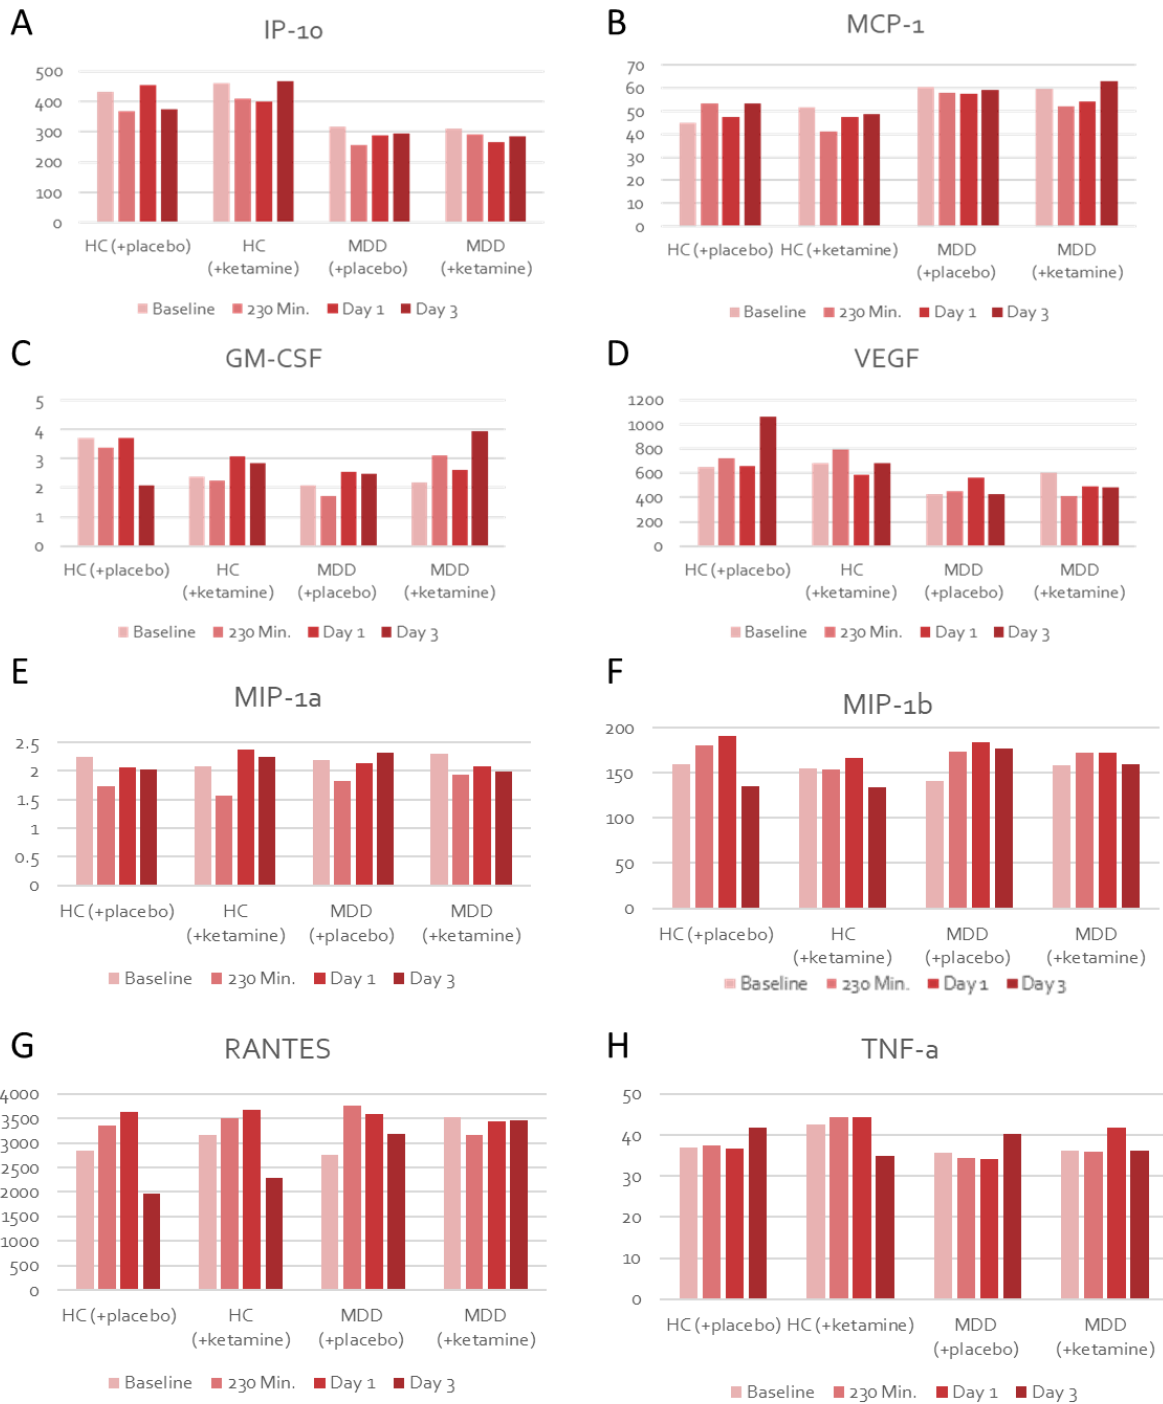 A
IP-10
500
400
300
200
100
0
HC (+placebo)
HC
(+ketamine)
MDD
(+placebo)
MDD
(+ketamine)
Baseline 230 Min. Day 1 Day 3
B
MCP-1
70
60
50
40
30
20
10
0
HC (+placebo)
HC (+ketamine)
MDD
(+placebo)
MDD
(+ketamine)
Baseline 230 Min. Day 1 Day 3
C
GM-CSF
5
4
3
2
1
0
HC (+placebo)
HC
(+ketamine)
MDD
(+placebo)
MDD
(+ketamine)
Baseline 230 Min. Day 1 Day 3
D
VEGF
1200
1000
800
600
400
200
0
HC (+placebo)
HC
(+ketamine)
MDD
(+placebo)
MDD
(+ketamine)
Baseline 230 Min. Day 1 Day 3
E
MIP-1a
2.5
2
1.5
1
0.5
0
HC (+placebo)
HC
(+ketamine)
MDD
(+placebo)
MDD
(+ketamine)
Baseline 230 Min. Day 1 Day 3
F
MIP-1b
200
150
100
50
0
HC (+placebo)
HC
(+ketamine)
MDD
(+placebo)
MDD
(+ketamine)
Baseline 230 Min. Day 1 Day 3
G
RANTES
4000
3500
3000
2500
2000
1500
1000
500
0
HC (+placebo)
HC
(+ketamine)
MDD
(+placebo)
MDD
(+ketamine)
Baseline 230 Min. Day 1 Day 3
H
TNF-a
50
40
30
20
10
0
HC (+placebo)
HC (+ketamine)
MDD
(+placebo)
MDD
(+ketamine)
Baseline 230 Min. Day 1 Day 3